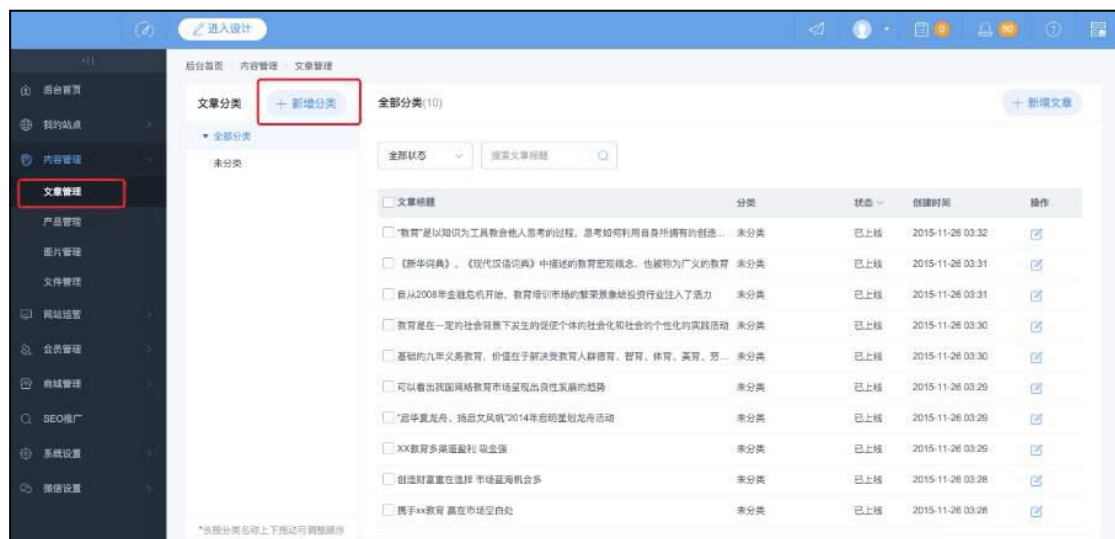 进入设计
0
90
后台首页
我的站点
内容管理
文章管理
产品管理
图片管理
文件管理
网站运营
会员管理
商城管理
SEO推广
系统设置
微信设置
后台首页 内容管理 文章管理
文章分类 + 新增分类
全部分类
未分类
*长按分类名称上下拖动可调整顺序
全部分类(10) + 新增文章
全部状态 搜索文章标题
文章标题 分类 状态 创建时间 操作
“教育”是以知识为工具教会他人思考的过程，思考如何利用自身所拥有的创造... 未分类 已上线 2015-11-26 03:32
《新华词典》、《现代汉语词典》中描述的教育宏观概念，也被称为广义的教育 未分类 已上线 2015-11-26 03:31
自从2008年金融危机开始，教育培训市场的繁荣景象给投资行业注入了活力 未分类 已上线 2015-11-26 03:31
教育是在一定的社会背景下发生的促使个体的社会化和社会的个性化的实践活动 未分类 已上线 2015-11-26 03:30
基础的九年义务教育，价值在于解决受教育人群德育、智育、体育、美育、劳... 未分类 已上线 2015-11-26 03:30
可以看出我国网络教育市场呈现出良性发展的趋势 未分类 已上线 2015-11-26 03:29
“启华夏龙舟，扬启文风帆”2014年启明星划龙舟活动 未分类 已上线 2015-11-26 03:29
XX教育多渠道盈利 吸金强 未分类 已上线 2015-11-26 03:29
创造财富重在选择 市场蓝海机会多 未分类 已上线 2015-11-26 03:28
携手xx教育 赢在市场空白处 未分类 已上线 2015-11-26 03:28